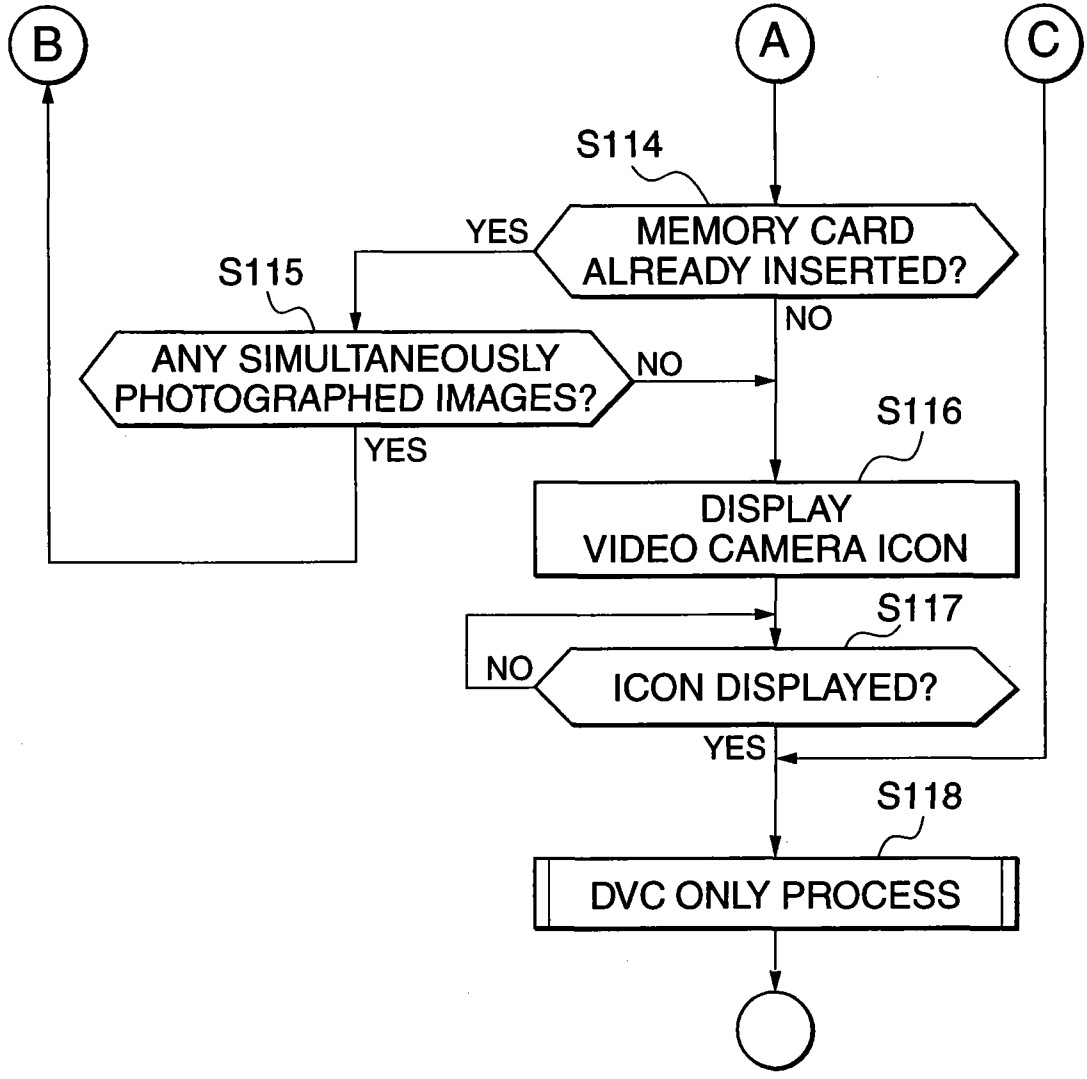 B
A
C
S114
MEMORY CARD
ALREADY INSERTED?
YES
NO
S115
ANY SIMULTANEOUSLY
PHOTOGRAPHED IMAGES?
NO
YES
S116
DISPLAY
VIDEO CAMERA ICON
S117
ICON DISPLAYED?
NO
YES
S118
DVC ONLY PROCESS